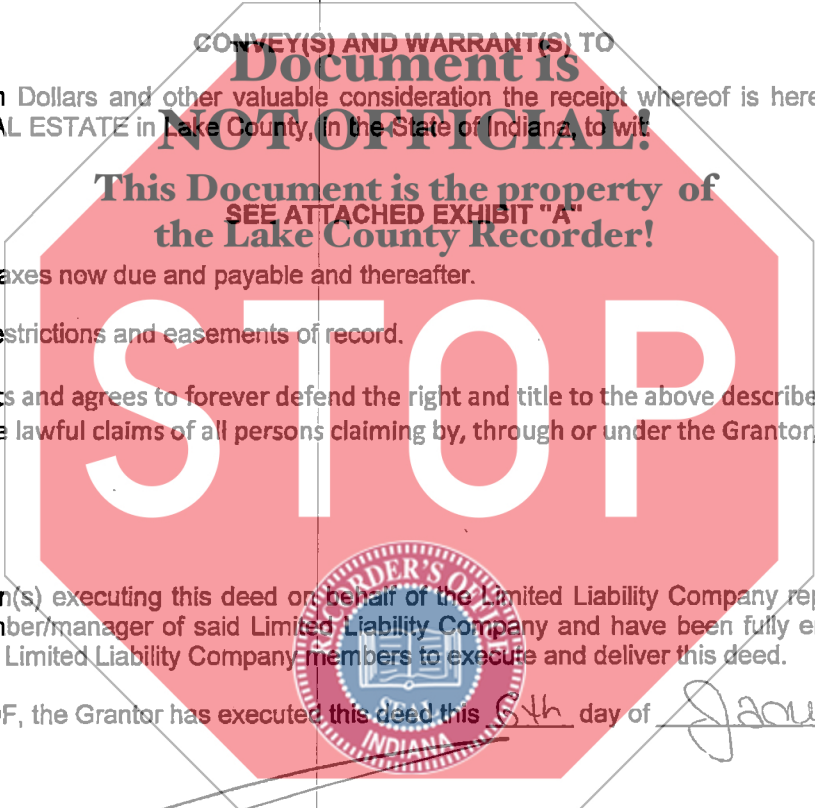 CONVEY(S) AND WARRANT(S) TO
Document is
Dollars and other valuable consideration the receipt whereof is here
AL ESTATE in Lake County, in the State of Indiana, to wit
NOT OFFICIAL!
This Document is the property of
SEE ATTACHED EXHIBIT "A"
the Lake County Recorder!
axes now due and payable and thereafter.
estrictions and easements of record.
STOP
s and agrees to forever defend the right and title to the above describe
e lawful claims of all persons claiming by, through or under the Grantor,
RECORDER'S OFFICE
n(s) executing this deed on behalf of the Limited Liability Company rep
nber/manager of said Limited Liability Company and have been fully e
Limited Liability Company members to execute and deliver this deed.
SEAL
OF, the Grantor has executed this deed this day of Janu
INDIANA